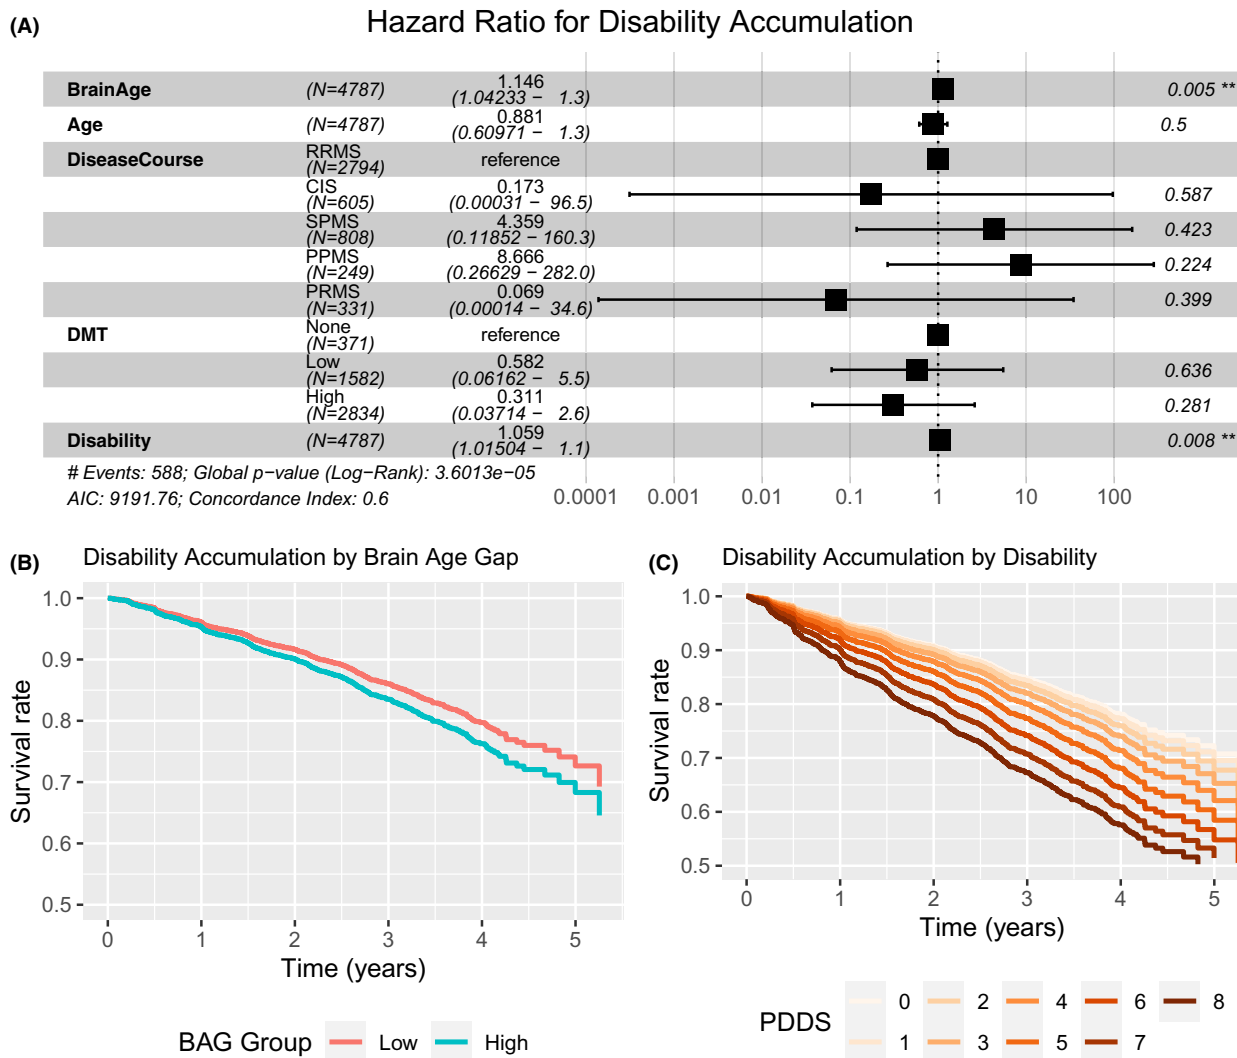 (A) Hazard Ratio for Disability Accumulation
BrainAge (N=4787) 1.146 (1.04233 − 1.3) 0.005 **
Age (N=4787) 0.881 (0.60971 − 1.3) 0.5
DiseaseCourse RRMS (N=2794) reference
CIS (N=605) 0.173 (0.00031 − 96.5) 0.587
SPMS (N=808) 4.359 (0.11852 − 160.3) 0.423
PPMS (N=249) 8.666 (0.26629 − 282.0) 0.224
PRMS (N=331) 0.069 (0.00014 − 34.6) 0.399
DMT None (N=371) reference
Low (N=1582) 0.582 (0.06162 − 5.5) 0.636
High (N=2834) 0.311 (0.03714 − 2.6) 0.281
Disability (N=4787) 1.059 (1.01504 − 1.1) 0.008 **
# Events: 588; Global p−value (Log−Rank): 3.6013e−05
AIC: 9191.76; Concordance Index: 0.6
0.0001 0.001 0.01 0.1 1 10 100
(B) Disability Accumulation by Brain Age Gap
Survival rate
1.0
0.9
0.8
0.7
0.6
0.5
0 1 2 3 4 5
Time (years)
BAG Group Low High
(C) Disability Accumulation by Disability
Survival rate
1.0
0.9
0.8
0.7
0.6
0.5
0 1 2 3 4 5
Time (years)
PDDS
0 2 4 6 8
1 3 5 7